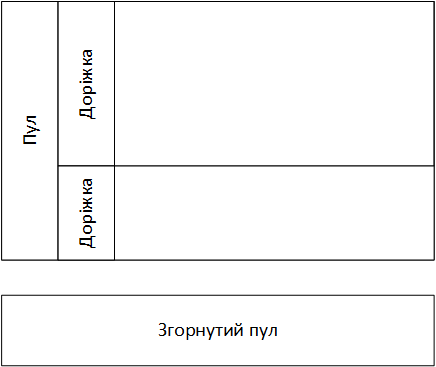 Пул
Доріжка
Доріжка
Згорнутий пул